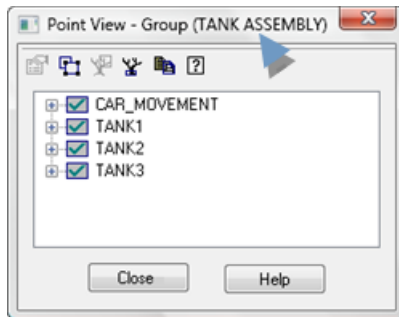 Point View - Group (TANK ASSEMBLY)
CAR_MOVEMENT
TANK1
TANK2
TANK3
Close Help